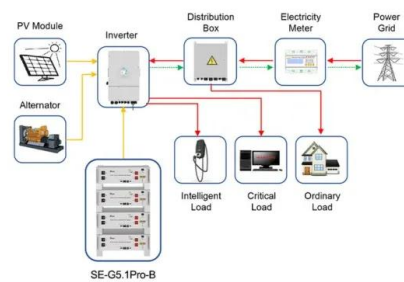 PV Module
Inverter
Distribution
Box
Electricity
Meter
Power
Grid
Alternator
Intelligent
Load
Critical
Load
Ordinary
Load
SE-G5.1Pro-B